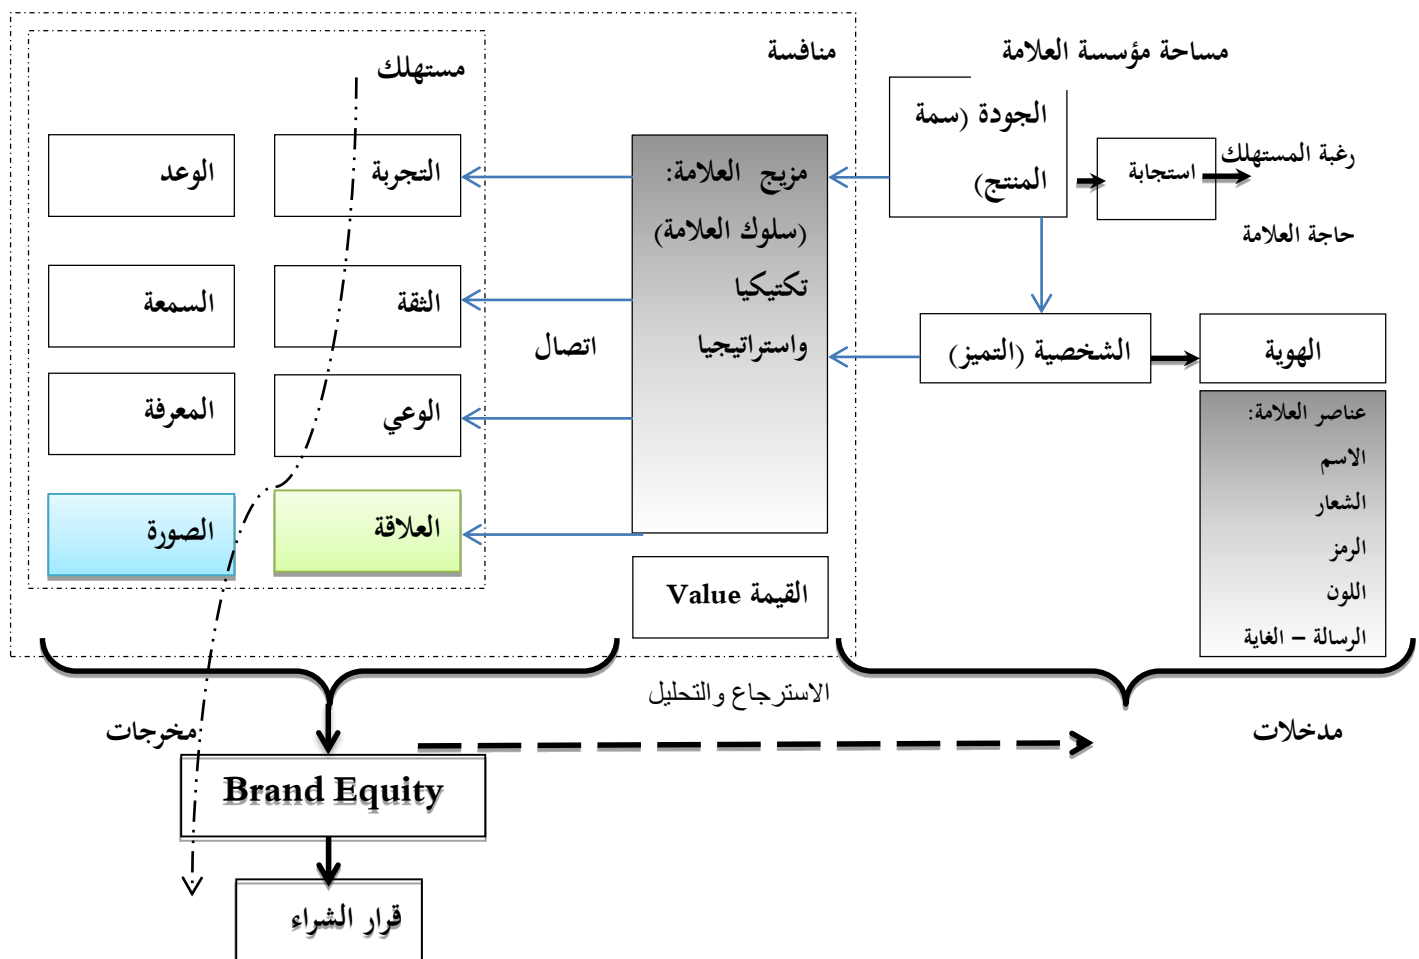 مساحة مؤسسة العلامة
منافسة
مستهلك
الجودة (سمة
المنتج)
استجابة
رغبة المستهلك
حاجة العلامة
مزيج العلامة:
(سلوك العلامة)
تكتيكيا
واستراتيجيا
التجربة
الوعد
الثقة
السمعة
اتصال
الشخصية (التميز)
الهوية
الوعي
المعرفة
عناصر العلامة:
الاسم
الشعار
الرمز
اللون
الرسالة – الغاية
العلاقة
الصورة
القيمة Value
الاسترجاع والتحليل
مدخلات
مخرجات
Brand Equity
قرار الشراء